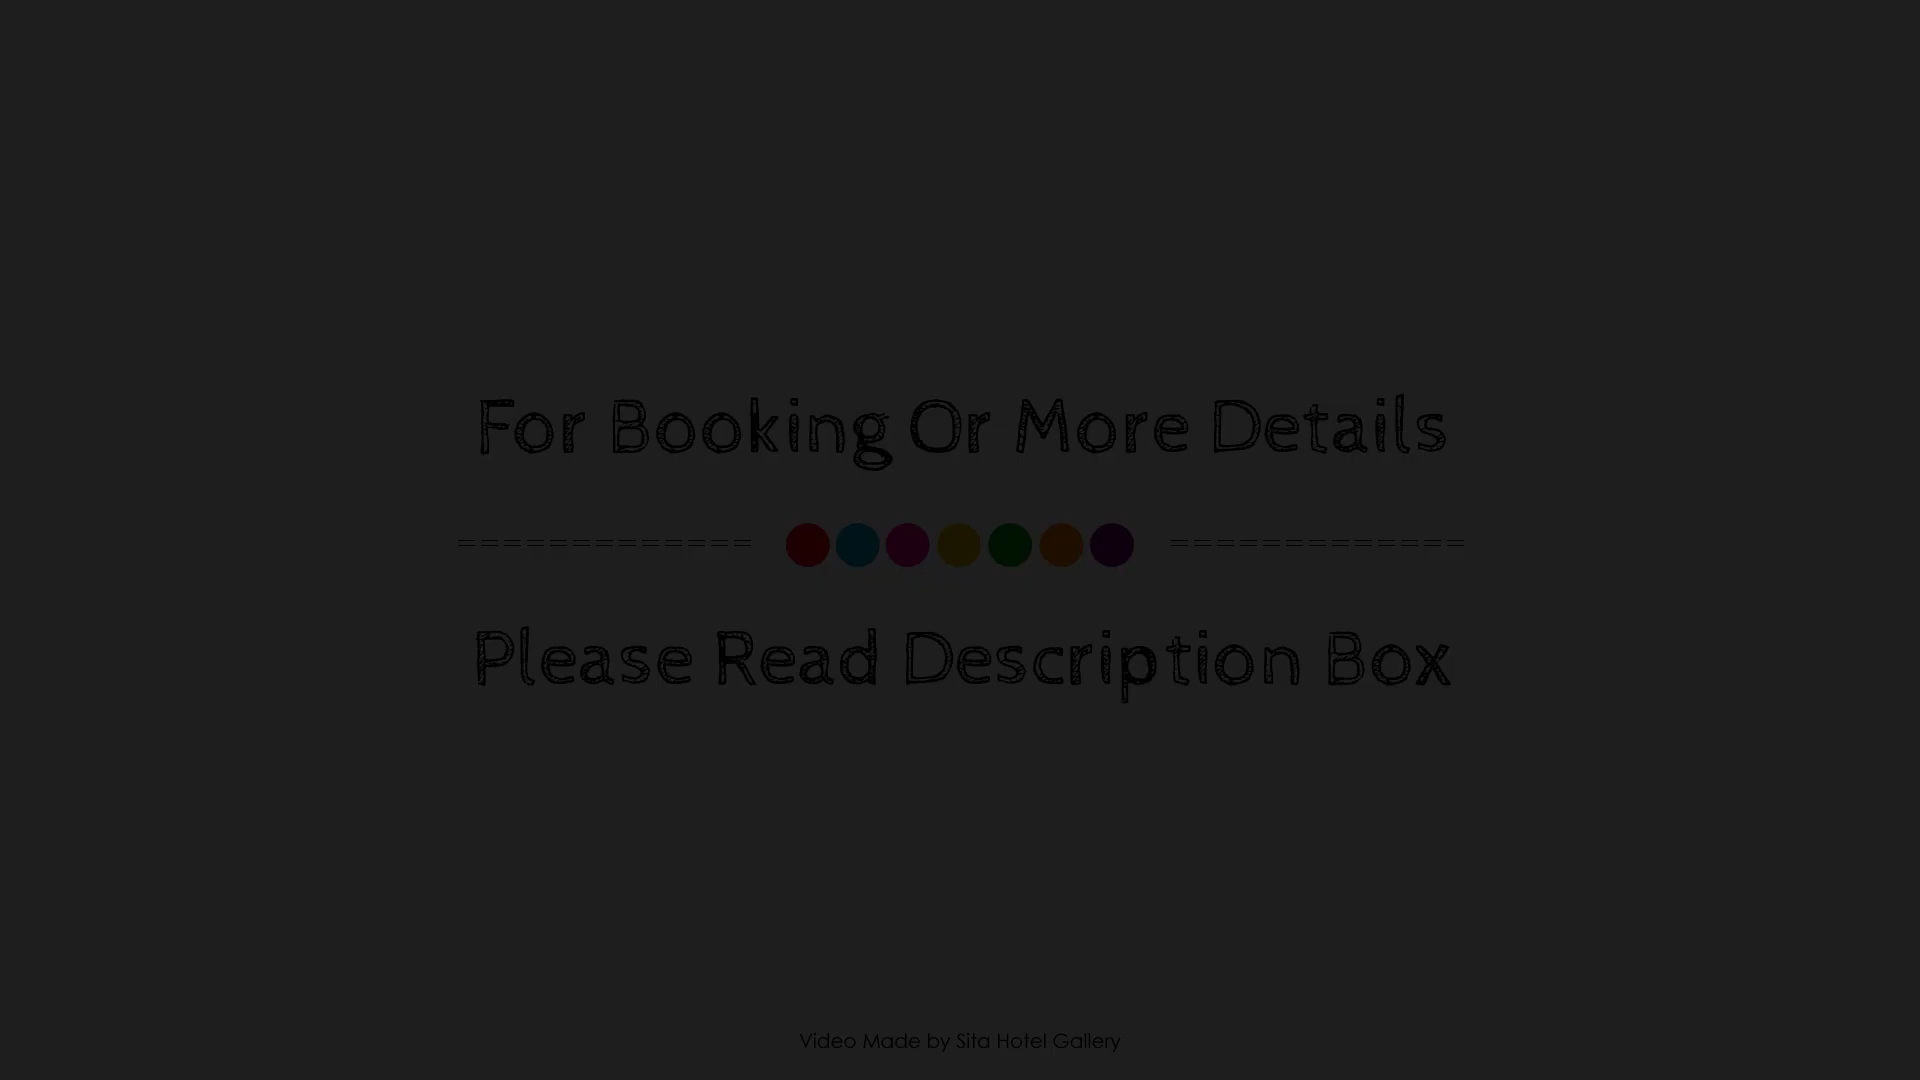 For Booking Or More Details
============= =============
Please Read Description Box
Video Made by Sita Hotel Gallery